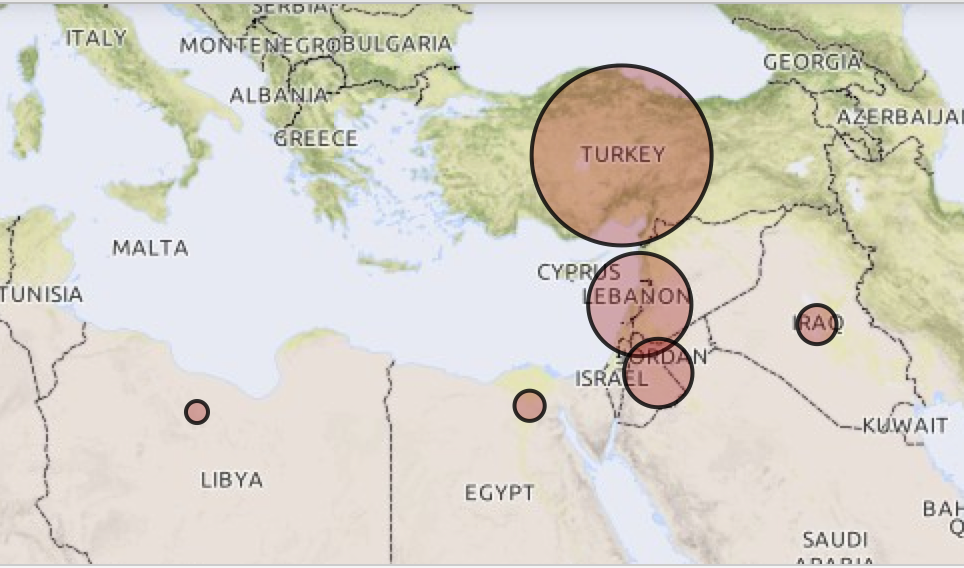 SERBIA
ITALY
MONTENEGRO
BULGARIA
GEORGIA
ALBANIA
AZERBAIJAN
GREECE
TURKEY
MALTA
CYPRUS
TUNISIA
LEBANON
IRAQ
JORDAN
ISRAEL
KUWAIT
LIBYA
EGYPT
BAH
Q
SAUDI
ARABIA